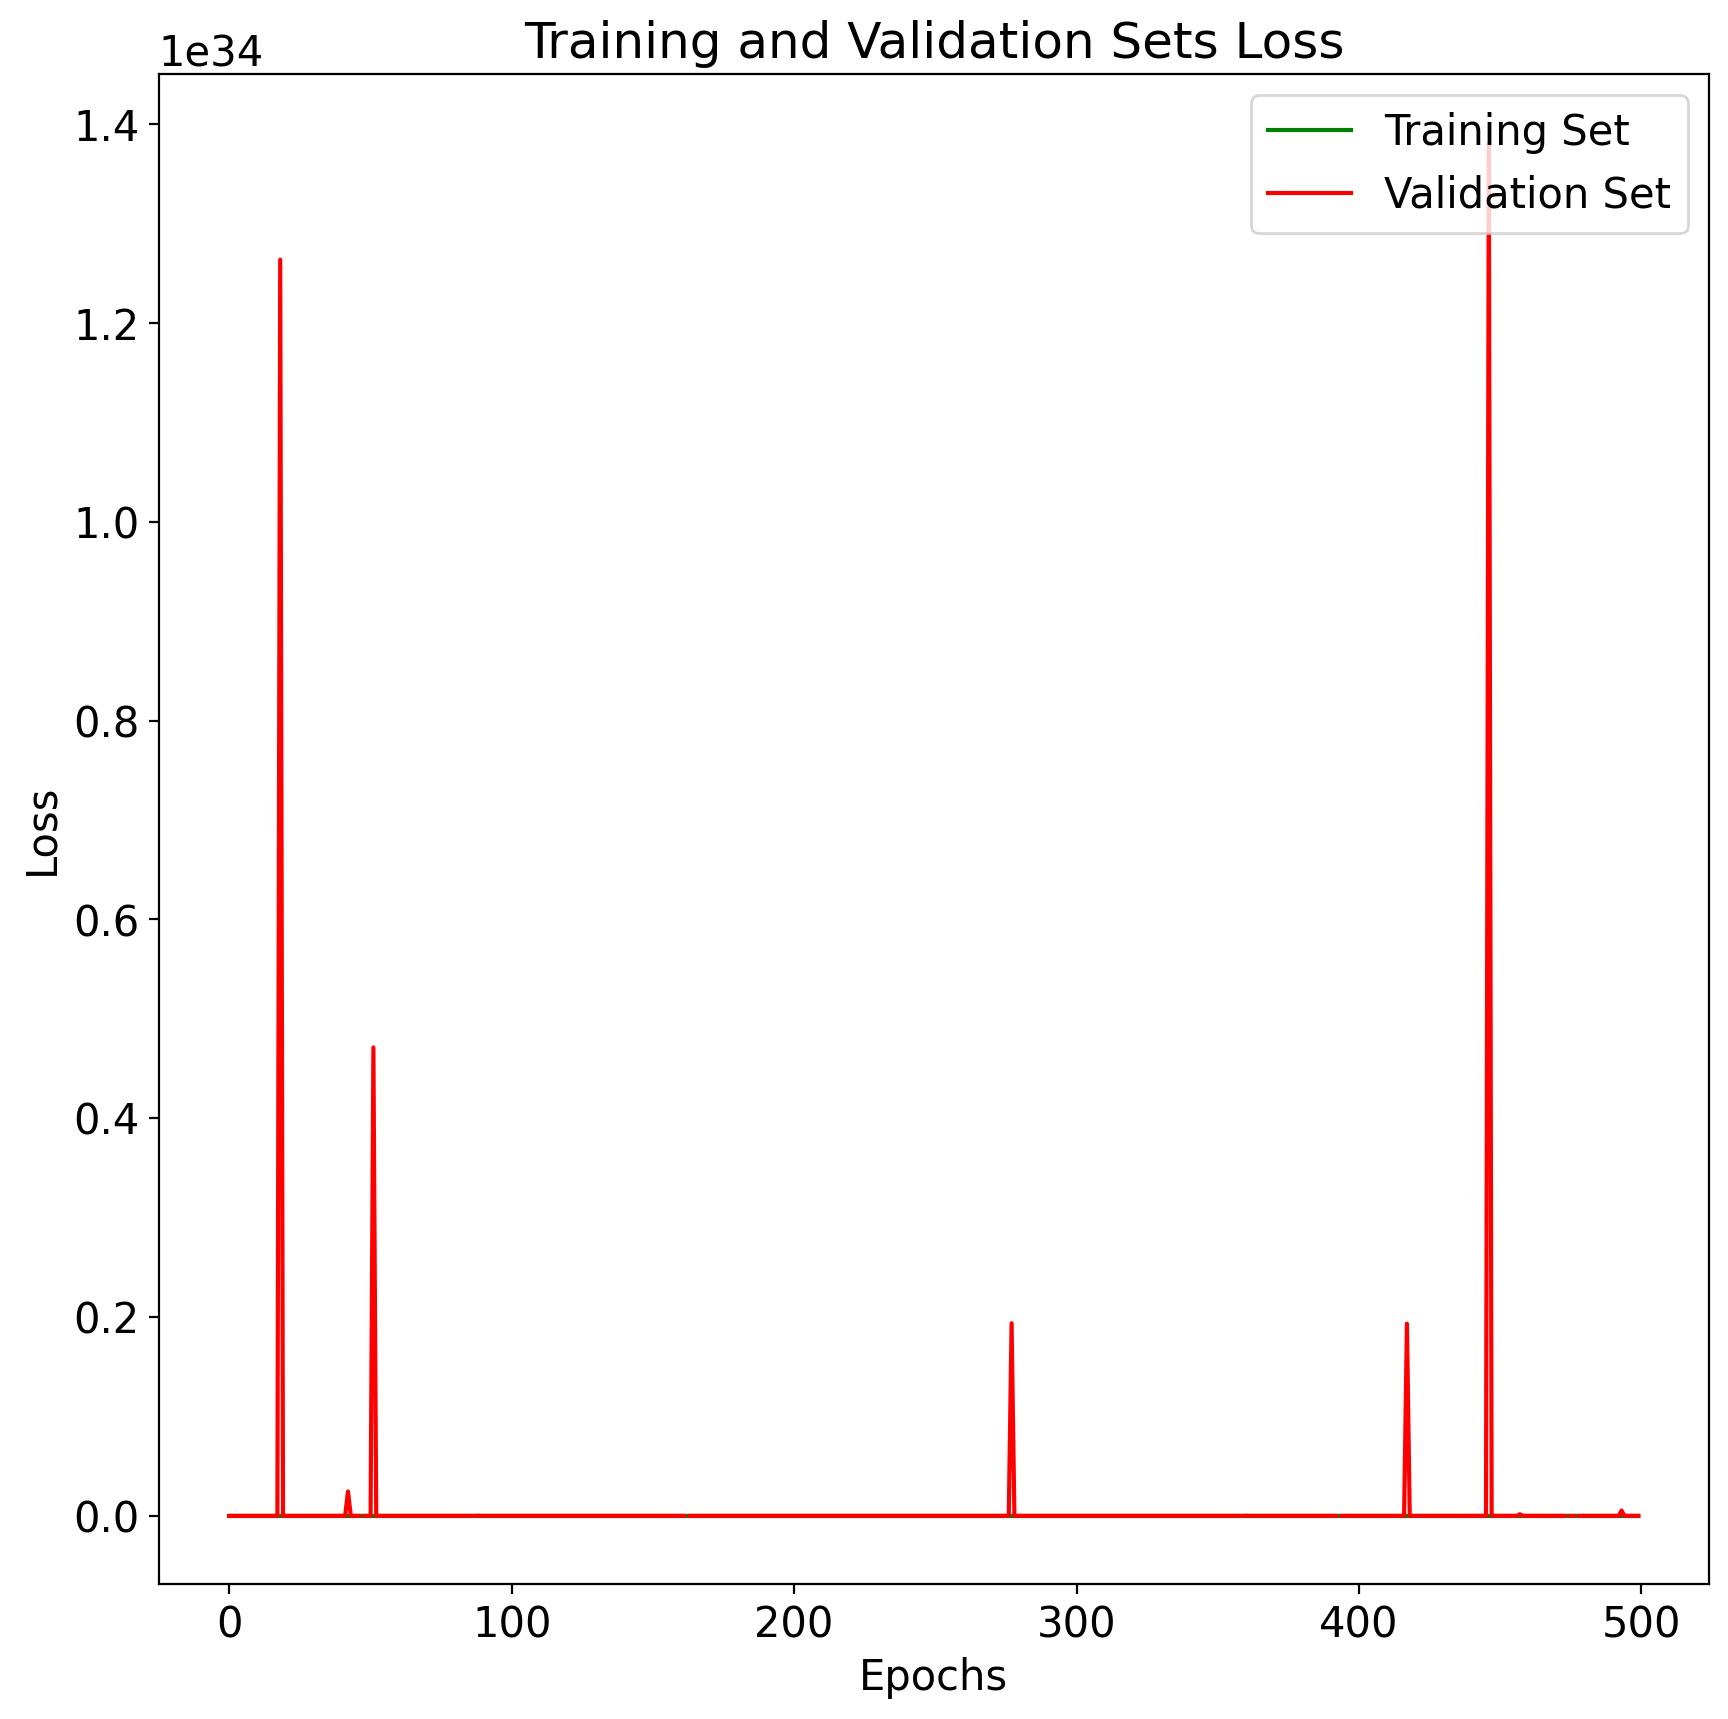 Training and Validation Sets Loss
1e34
1.4
1.2
1.0
0.8
0.6
0.4
0.2
0.0
Loss
Training Set
Validation Set
0 100 200 300 400 500
Epochs